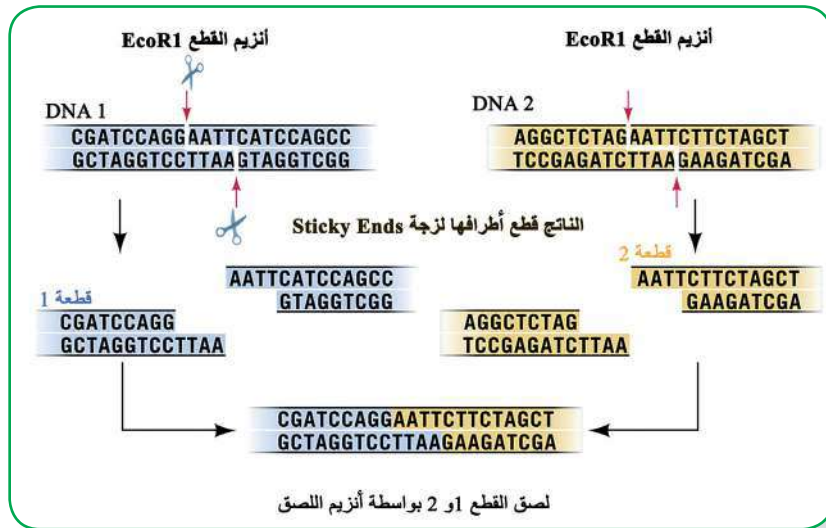 أنزيم القطع EcoR1
أنزيم القطع EcoR1
DNA 1
CGATCCAGGAATTCATCCAGCC
GCTAGGTCCTTAAGTAGGTCGG
DNA 2
AGGCTCTAGAATTCTTCTAGCT
TCCGAGATCTTAAGAAGATCGA
الناتج قطع أطرافها لزجة Sticky Ends
قطعة 1
CGATCCAGG
GCTAGGTCCTTAA
AATTCATCCAGCC
GTAGGTCGG
AGGCTCTAG
TCCGAGATCTTAA
قطعة 2
AATTCTTCTAGCT
GAAGATCGA
CGATCCAGGAATTCTTCTAGCT
GCTAGGTCCTTAAGAAGATCGA
لصق القطع 1و 2 بواسطة أنزيم اللصق